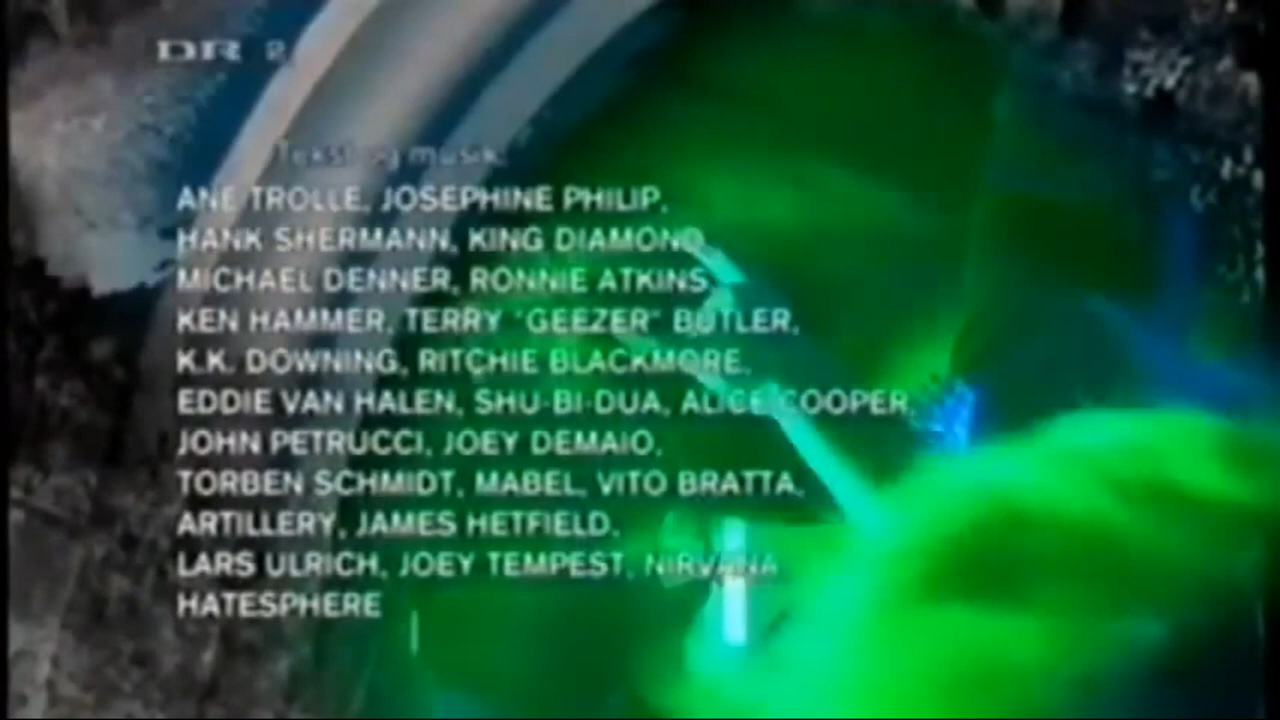 DR 2
Tekst og musik:
ANE TROLLE, JOSEPHINE PHILIP,
HANK SHERMANN, KING DIAMOND,
MICHAEL DENNER, RONNIE ATKINS,
KEN HAMMER, TERRY "GEEZER" BUTLER,
K.K. DOWNING, RITCHIE BLACKMORE,
EDDIE VAN HALEN, SHU-BI-DUA, ALICE COOPER,
JOHN PETRUCCI, JOEY DEMAIO,
TORBEN SCHMIDT, MABEL, VITO BRATTA,
ARTILLERY, JAMES HETFIELD,
LARS ULRICH, JOEY TEMPEST, NIRVANA
HATESPHERE